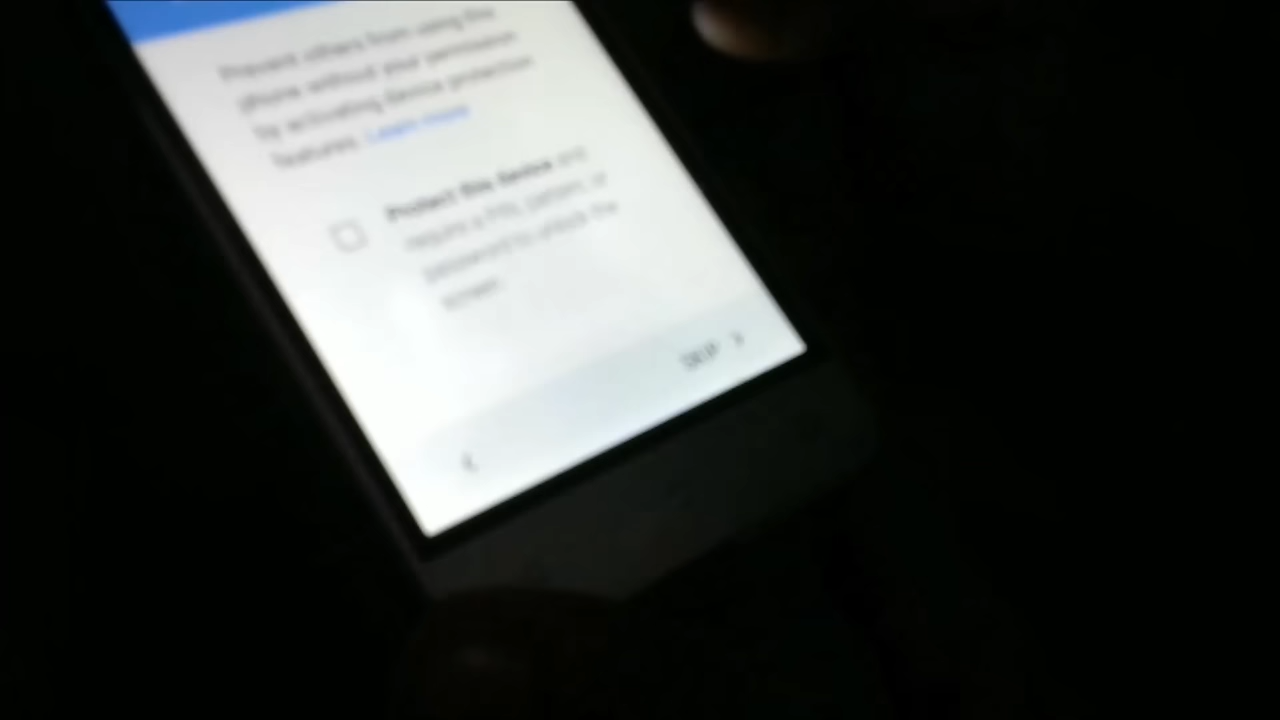 Prevent others from using the
phone without your permission
by activating device protection
features. Learn more
Protect this device and
require a PIN, pattern, or
password to unlock the
screen
SKIP